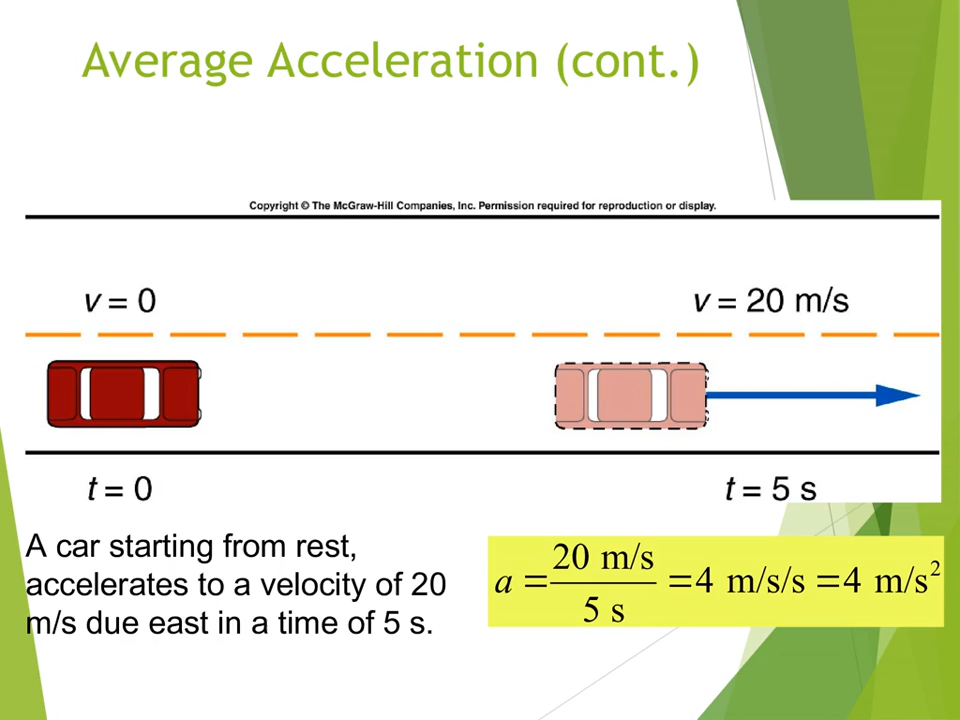 Average Acceleration (cont.)
Copyright © The McGraw-Hill Companies, Inc. Permission required for reproduction or display.
v = 0
v = 20 m/s
t = 0
t = 5 s
A car starting from rest,
accelerates to a velocity of 20
m/s due east in a time of 5 s.
a = 20 m/s / 5 s = 4 m/s/s = 4 m/s²